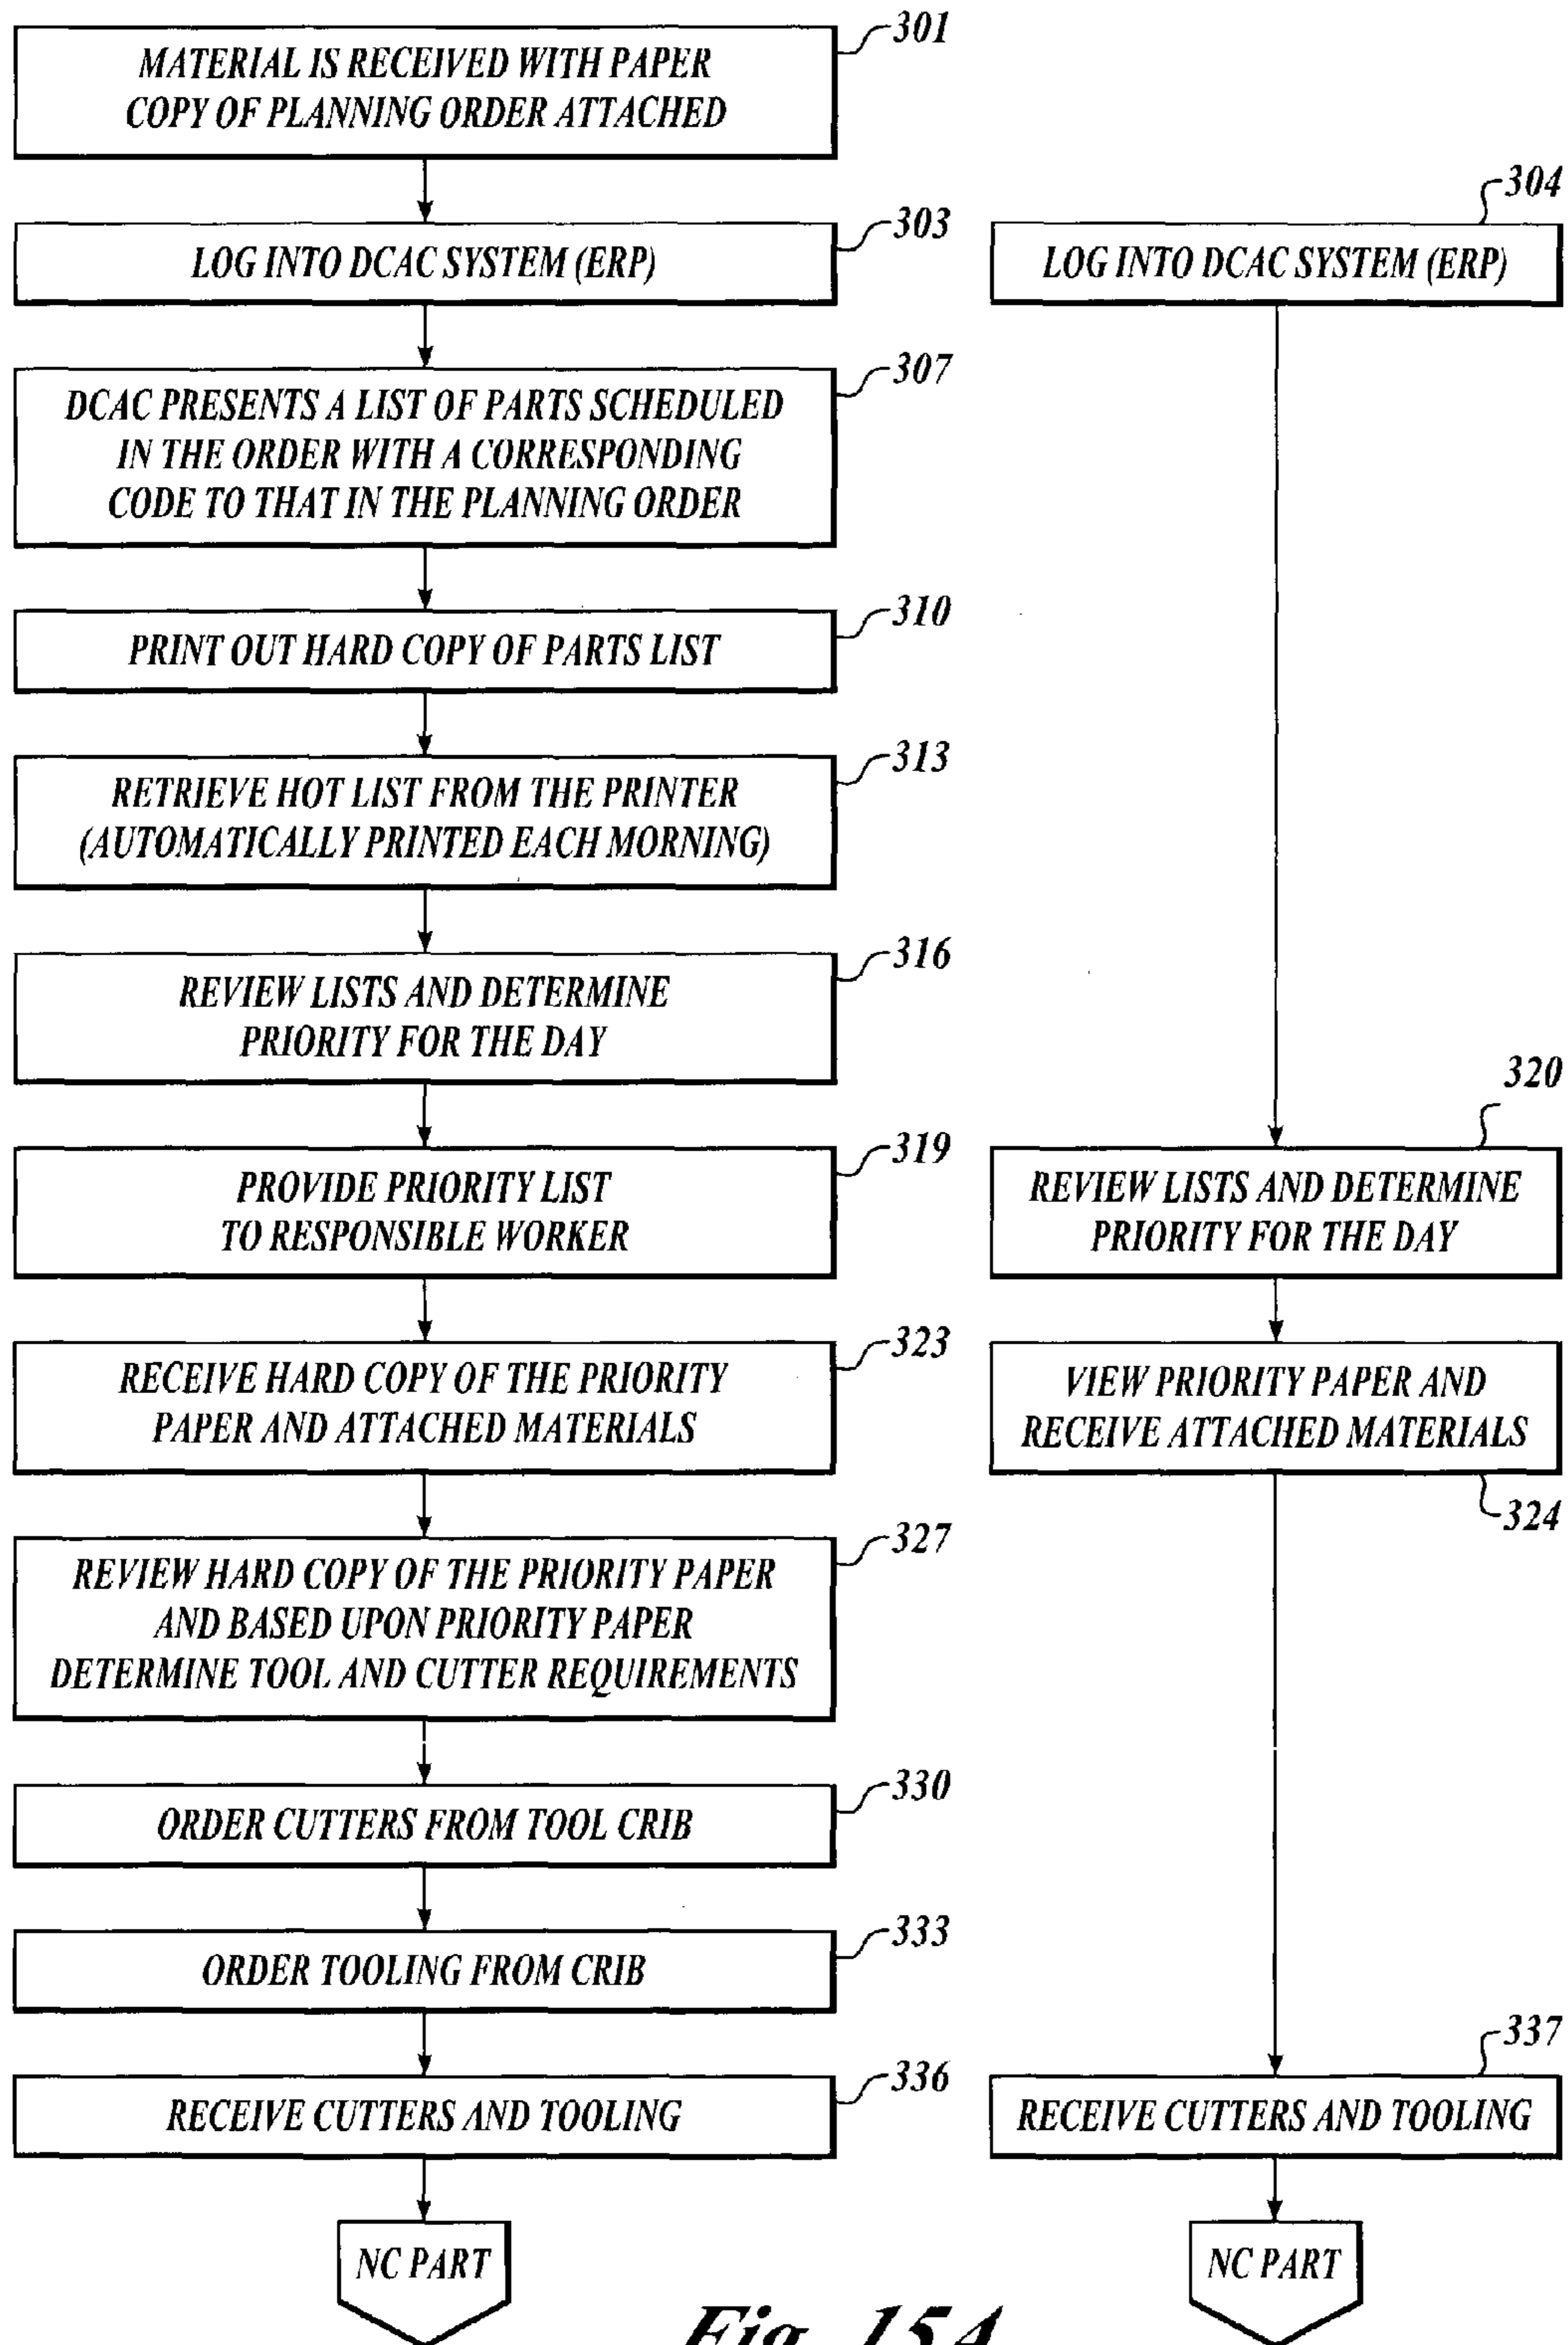 301
MATERIAL IS RECEIVED WITH PAPER
COPY OF PLANNING ORDER ATTACHED
303
LOG INTO DCAC SYSTEM (ERP)
307
DCAC PRESENTS A LIST OF PARTS SCHEDULED
IN THE ORDER WITH A CORRESPONDING
CODE TO THAT IN THE PLANNING ORDER
310
PRINT OUT HARD COPY OF PARTS LIST
313
RETRIEVE HOT LIST FROM THE PRINTER
(AUTOMATICALLY PRINTED EACH MORNING)
316
REVIEW LISTS AND DETERMINE
PRIORITY FOR THE DAY
319
PROVIDE PRIORITY LIST
TO RESPONSIBLE WORKER
323
RECEIVE HARD COPY OF THE PRIORITY
PAPER AND ATTACHED MATERIALS
327
REVIEW HARD COPY OF THE PRIORITY PAPER
AND BASED UPON PRIORITY PAPER
DETERMINE TOOL AND CUTTER REQUIREMENTS
330
ORDER CUTTERS FROM TOOL CRIB
333
ORDER TOOLING FROM CRIB
336
RECEIVE CUTTERS AND TOOLING
NC PART
304
LOG INTO DCAC SYSTEM (ERP)
320
REVIEW LISTS AND DETERMINE
PRIORITY FOR THE DAY
VIEW PRIORITY PAPER AND
RECEIVE ATTACHED MATERIALS
324
337
RECEIVE CUTTERS AND TOOLING
NC PART
Fig. 15A